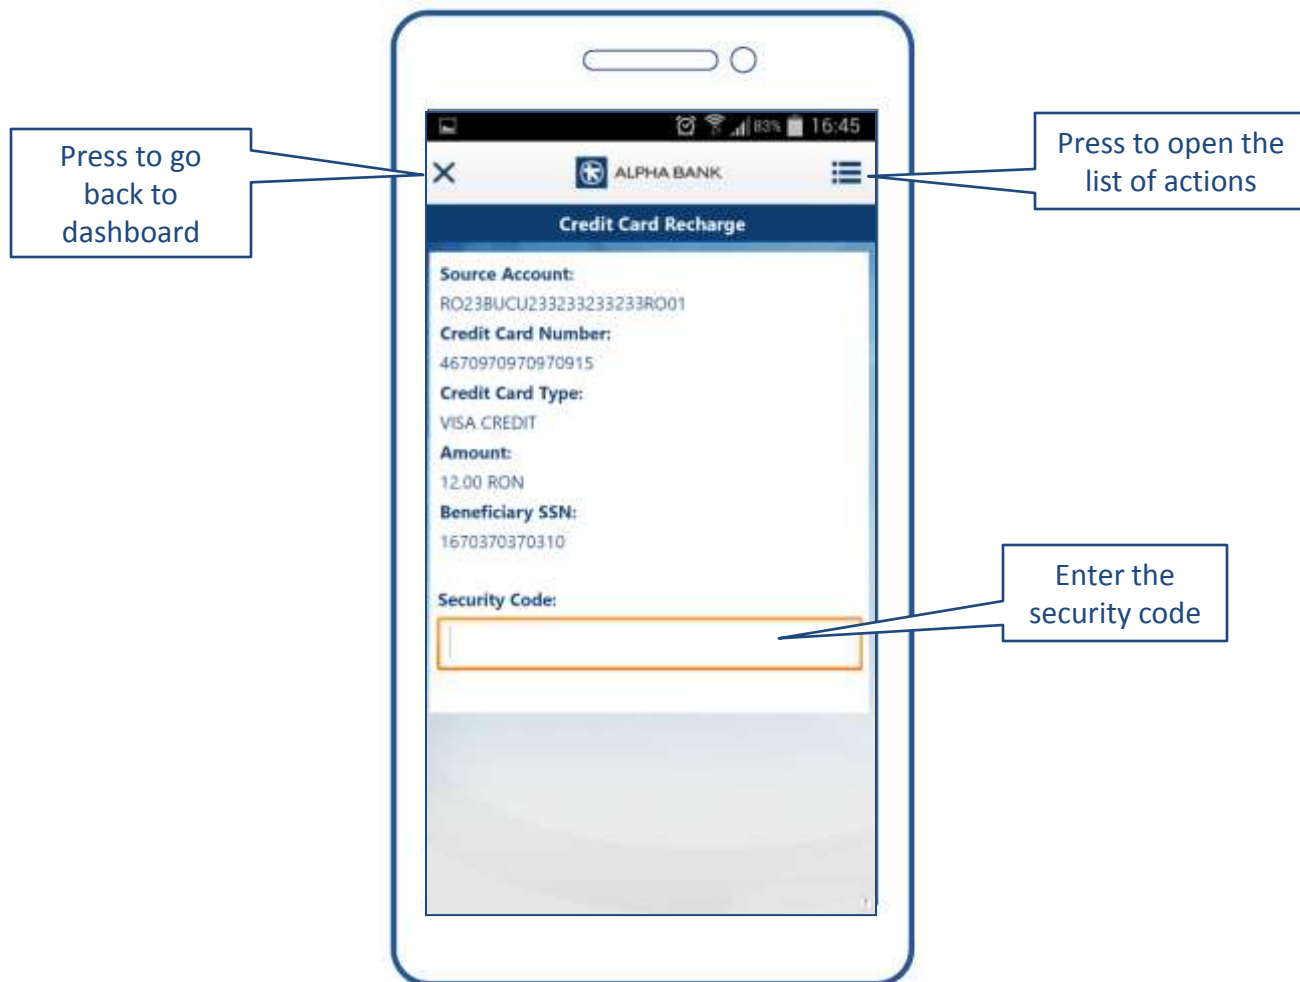 83% 16:45
Press to go
back to
dashboard
ALPHA BANK
Press to open the
list of actions
Credit Card Recharge
Source Account:
RO23BUCU233233233233RO01
Credit Card Number:
4670970970970915
Credit Card Type:
VISA CREDIT
Amount:
12.00 RON
Beneficiary SSN:
1670370370310
Security Code:
Enter the
security code